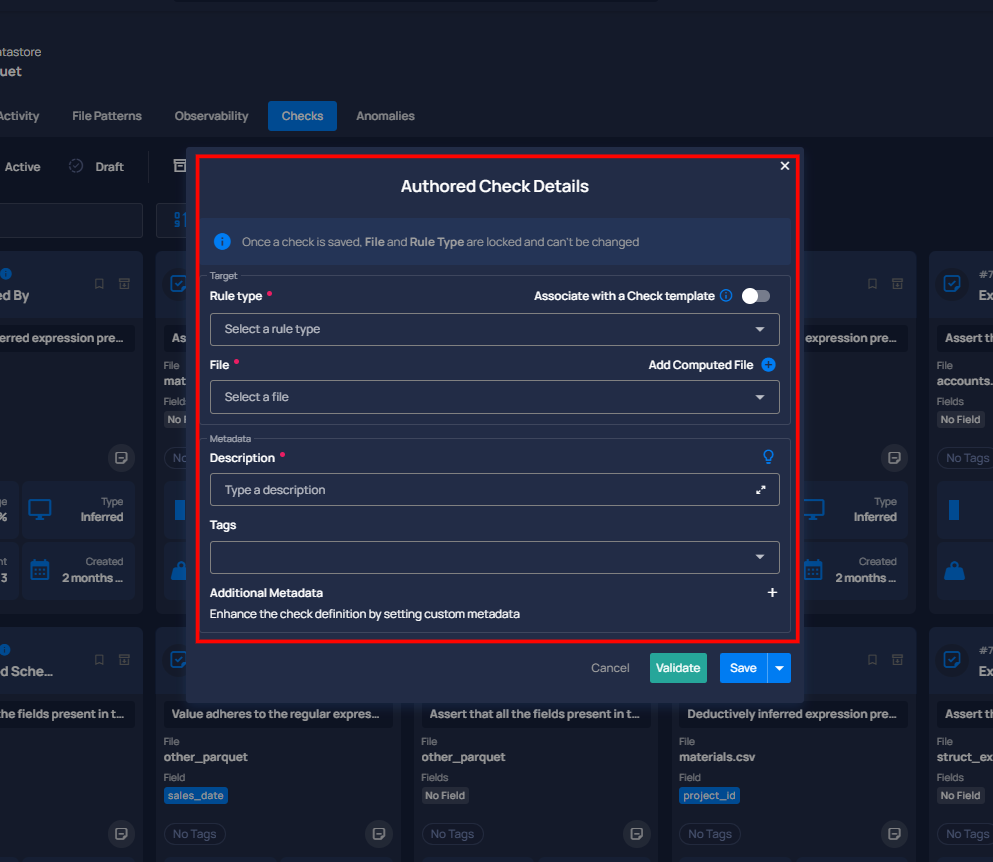 atastore
uet
Activity File Patterns Observability Checks Anomalies
Active Draft
Authored Check Details
Once a check is saved, File and Rule Type are locked and can't be changed
Target
Rule type • Associate with a Check template
Select a rule type
File • Add Computed File
Select a file
Metadata
Description •
Type a description
Tags
Additional Metadata
Enhance the check definition by setting custom metadata
Cancel Validate Save
ed By
#7
Ex
erred expression pre...
As
expression pre...
Assert th
File
mat
Field
No F
No
File
accounts.
Fields
No Field
No Tags
ge
%
Type
Inferred
Type
Inferred
nt
3
Created
2 months ...
Created
2 months ...
d Sche...
#7
Ex
the fields present in t...
Value adheres to the regular expres...
Assert that all the fields present in t...
Deductively inferred expression pre...
Assert th
File
other_parquet
Field
sales_date
No Tags
File
other_parquet
Fields
No Field
No Tags
File
materials.csv
Field
project_id
No Tags
File
struct_ex
Fields
No Field
No Tags